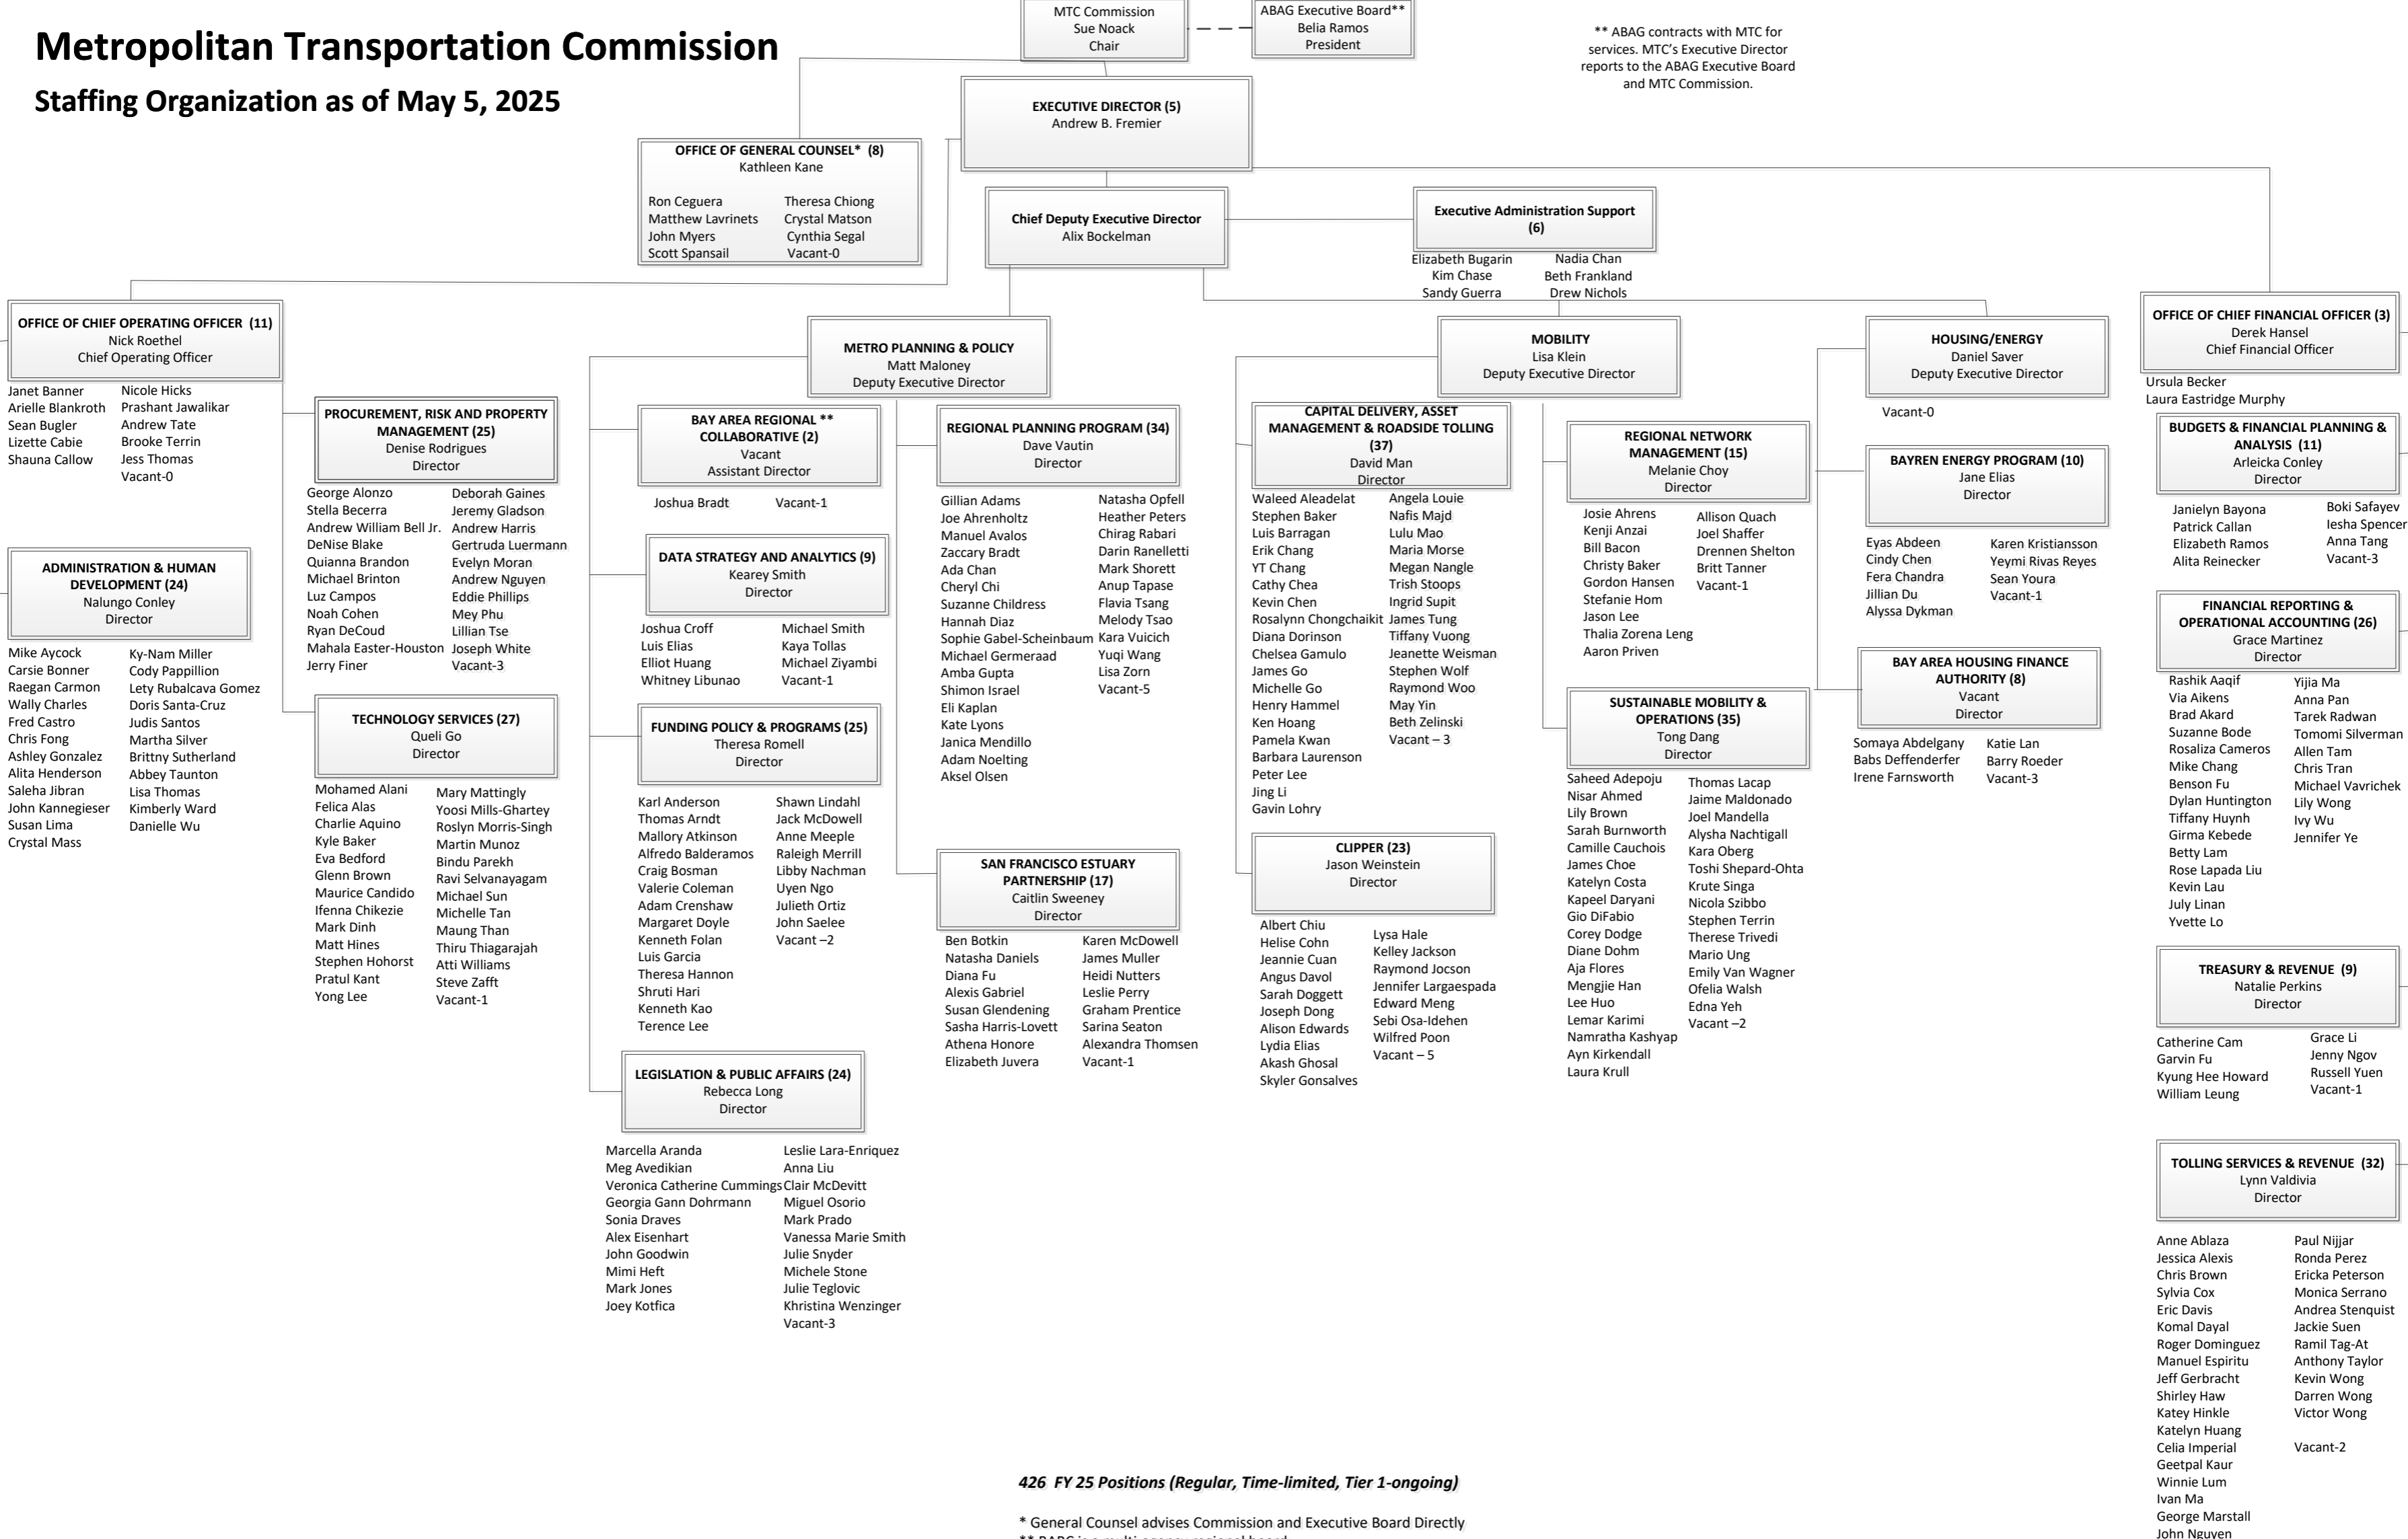 Metropolitan Transportation Commission
Staffing Organization as of May 5, 2025
MTC Commission
Sue Noack
Chair
ABAG Executive Board**
Belia Ramos
President
** ABAG contracts with MTC for
services. MTC's Executive Director
reports to the ABAG Executive Board
and MTC Commission.
EXECUTIVE DIRECTOR (5)
Andrew B. Fremier
OFFICE OF GENERAL COUNSEL* (8)
Kathleen Kane
Ron Ceguera
Matthew Lavrinets
John Myers
Scott Spansail
Theresa Chiong
Crystal Matson
Cynthia Segal
Vacant-0
Chief Deputy Executive Director
Alix Bockelman
Executive Administration Support
(6)
Elizabeth Bugarin
Kim Chase
Sandy Guerra
Nadia Chan
Beth Frankland
Drew Nichols
OFFICE OF CHIEF OPERATING OFFICER (11)
Nick Roethel
Chief Operating Officer
Janet Banner
Arielle Blankroth
Sean Bugler
Lizette Cabie
Shauna Callow
Nicole Hicks
Prashant Jawalikar
Andrew Tate
Brooke Terrin
Jess Thomas
Vacant-0
ADMINISTRATION & HUMAN
DEVELOPMENT (24)
Nalungo Conley
Director
Mike Aycock
Carsie Bonner
Raegan Carmon
Wally Charles
Fred Castro
Chris Fong
Ashley Gonzalez
Alita Henderson
Saleha Jibran
John Kannegieser
Susan Lima
Crystal Mass
Ky-Nam Miller
Cody Pappillion
Lety Rubalcava Gomez
Doris Santa-Cruz
Judis Santos
Martha Silver
Brittny Sutherland
Abbey Taunton
Lisa Thomas
Kimberly Ward
Danielle Wu
PROCUREMENT, RISK AND PROPERTY
MANAGEMENT (25)
Denise Rodrigues
Director
George Alonzo
Stella Becerra
Andrew William Bell Jr.
DeNise Blake
Quianna Brandon
Michael Brinton
Luz Campos
Noah Cohen
Ryan DeCoud
Mahala Easter-Houston
Jerry Finer
Deborah Gaines
Jeremy Gladson
Andrew Harris
Gertruda Luermann
Evelyn Moran
Andrew Nguyen
Eddie Phillips
Mey Phu
Lillian Tse
Joseph White
Vacant-3
TECHNOLOGY SERVICES (27)
Queli Go
Director
Mohamed Alani
Felica Alas
Charlie Aquino
Kyle Baker
Eva Bedford
Glenn Brown
Maurice Candido
Ifenna Chikezie
Mark Dinh
Matt Hines
Stephen Hohorst
Pratul Kant
Yong Lee
Mary Mattingly
Yoosi Mills-Ghartey
Roslyn Morris-Singh
Martin Munoz
Bindu Parekh
Ravi Selvanayagam
Michael Sun
Michelle Tan
Maung Than
Thiru Thiagarajah
Atti Williams
Steve Zafft
Vacant-1
METRO PLANNING & POLICY
Matt Maloney
Deputy Executive Director
BAY AREA REGIONAL **
COLLABORATIVE (2)
Vacant
Assistant Director
Joshua Bradt
Vacant-1
DATA STRATEGY AND ANALYTICS (9)
Kearey Smith
Director
Joshua Croff
Luis Elias
Elliot Huang
Whitney Libunao
Michael Smith
Kaya Tollas
Michael Ziyambi
Vacant-1
FUNDING POLICY & PROGRAMS (25)
Theresa Romell
Director
Karl Anderson
Thomas Arndt
Mallory Atkinson
Alfredo Balderamos
Craig Bosman
Valerie Coleman
Adam Crenshaw
Margaret Doyle
Kenneth Folan
Luis Garcia
Theresa Hannon
Shruti Hari
Kenneth Kao
Terence Lee
Shawn Lindahl
Jack McDowell
Anne Meeple
Raleigh Merrill
Libby Nachman
Uyen Ngo
Julieth Ortiz
John Saelee
Vacant –2
LEGISLATION & PUBLIC AFFAIRS (24)
Rebecca Long
Director
Marcella Aranda
Meg Avedikian
Veronica Catherine Cummings
Georgia Gann Dohrmann
Sonia Draves
Alex Eisenhart
John Goodwin
Mimi Heft
Mark Jones
Joey Kotfica
Leslie Lara-Enriquez
Anna Liu
Clair McDevitt
Miguel Osorio
Mark Prado
Vanessa Marie Smith
Julie Snyder
Michele Stone
Julie Teglovic
Khristina Wenzinger
Vacant-3
REGIONAL PLANNING PROGRAM (34)
Dave Vautin
Director
Gillian Adams
Joe Ahrenholtz
Manuel Avalos
Zaccary Bradt
Ada Chan
Cheryl Chi
Suzanne Childress
Hannah Diaz
Sophie Gabel-Scheinbaum
Michael Germeraad
Amba Gupta
Shimon Israel
Eli Kaplan
Kate Lyons
Janica Mendillo
Adam Noelting
Aksel Olsen
Natasha Opfell
Heather Peters
Chirag Rabari
Darin Ranelletti
Mark Shorett
Anup Tapase
Flavia Tsang
Melody Tsao
Kara Vuicich
Yuqi Wang
Lisa Zorn
Vacant-5
SAN FRANCISCO ESTUARY
PARTNERSHIP (17)
Caitlin Sweeney
Director
Ben Botkin
Natasha Daniels
Diana Fu
Alexis Gabriel
Susan Glendening
Sasha Harris-Lovett
Athena Honore
Elizabeth Juvera
Karen McDowell
James Muller
Heidi Nutters
Leslie Perry
Graham Prentice
Sarina Seaton
Alexandra Thomsen
Vacant-1
MOBILITY
Lisa Klein
Deputy Executive Director
CAPITAL DELIVERY, ASSET
MANAGEMENT & ROADSIDE TOLLING
(37)
David Man
Director
Waleed Aleadelat
Stephen Baker
Luis Barragan
Erik Chang
YT Chang
Cathy Chea
Kevin Chen
Rosalynn Chongchaikit
Diana Dorinson
Chelsea Gamulo
James Go
Michelle Go
Henry Hammel
Ken Hoang
Pamela Kwan
Barbara Laurenson
Peter Lee
Jing Li
Gavin Lohry
Angela Louie
Nafis Majd
Lulu Mao
Maria Morse
Megan Nangle
Trish Stoops
Ingrid Supit
James Tung
Tiffany Vuong
Jeanette Weisman
Stephen Wolf
Raymond Woo
May Yin
Beth Zelinski
Vacant – 3
CLIPPER (23)
Jason Weinstein
Director
Albert Chiu
Helise Cohn
Jeannie Cuan
Angus Davol
Sarah Doggett
Joseph Dong
Alison Edwards
Lydia Elias
Akash Ghosal
Skyler Gonsalves
Lysa Hale
Kelley Jackson
Raymond Jocson
Jennifer Largaespada
Edward Meng
Sebi Osa-Idehen
Wilfred Poon
Vacant – 5
REGIONAL NETWORK
MANAGEMENT (15)
Melanie Choy
Director
Josie Ahrens
Kenji Anzai
Bill Bacon
Christy Baker
Gordon Hansen
Stefanie Hom
Jason Lee
Thalia Zorena Leng
Aaron Priven
Allison Quach
Joel Shaffer
Drennen Shelton
Britt Tanner
Vacant-1
SUSTAINABLE MOBILITY &
OPERATIONS (35)
Tong Dang
Director
Saheed Adepoju
Nisar Ahmed
Lily Brown
Sarah Burnworth
Camille Cauchois
James Choe
Katelyn Costa
Kapeel Daryani
Gio DiFabio
Corey Dodge
Diane Dohm
Aja Flores
Mengjie Han
Lee Huo
Lemar Karimi
Namratha Kashyap
Ayn Kirkendall
Laura Krull
Thomas Lacap
Jaime Maldonado
Joel Mandella
Alysha Nachtigall
Kara Oberg
Toshi Shepard-Ohta
Krute Singa
Nicola Szibbo
Stephen Terrin
Therese Trivedi
Mario Ung
Emily Van Wagner
Ofelia Walsh
Edna Yeh
Vacant –2
HOUSING/ENERGY
Daniel Saver
Deputy Executive Director
Vacant-0
BAYREN ENERGY PROGRAM (10)
Jane Elias
Director
Eyas Abdeen
Cindy Chen
Fera Chandra
Jillian Du
Alyssa Dykman
Karen Kristiansson
Yeymi Rivas Reyes
Sean Youra
Vacant-1
BAY AREA HOUSING FINANCE
AUTHORITY (8)
Vacant
Director
Somaya Abdelgany
Babs Deffenderfer
Irene Farnsworth
Katie Lan
Barry Roeder
Vacant-3
OFFICE OF CHIEF FINANCIAL OFFICER (3)
Derek Hansel
Chief Financial Officer
Ursula Becker
Laura Eastridge Murphy
BUDGETS & FINANCIAL PLANNING &
ANALYSIS (11)
Arleicka Conley
Director
Janielyn Bayona
Patrick Callan
Elizabeth Ramos
Alita Reinecker
Boki Safayev
Iesha Spencer
Anna Tang
Vacant-3
FINANCIAL REPORTING &
OPERATIONAL ACCOUNTING (26)
Grace Martinez
Director
Rashik Aaqif
Via Aikens
Brad Akard
Suzanne Bode
Rosaliza Cameros
Mike Chang
Benson Fu
Dylan Huntington
Tiffany Huynh
Girma Kebede
Betty Lam
Rose Lapada Liu
Kevin Lau
July Linan
Yvette Lo
Yijia Ma
Anna Pan
Tarek Radwan
Tomomi Silverman
Allen Tam
Chris Tran
Michael Vavrichek
Lily Wong
Ivy Wu
Jennifer Ye
TREASURY & REVENUE (9)
Natalie Perkins
Director
Catherine Cam
Garvin Fu
Kyung Hee Howard
William Leung
Grace Li
Jenny Ngov
Russell Yuen
Vacant-1
TOLLING SERVICES & REVENUE (32)
Lynn Valdivia
Director
Anne Ablaza
Jessica Alexis
Chris Brown
Sylvia Cox
Eric Davis
Komal Dayal
Roger Dominguez
Manuel Espiritu
Jeff Gerbracht
Shirley Haw
Katey Hinkle
Katelyn Huang
Celia Imperial
Geetpal Kaur
Winnie Lum
Ivan Ma
George Marstall
John Nguyen
Paul Nijjar
Ronda Perez
Ericka Peterson
Monica Serrano
Andrea Stenquist
Jackie Suen
Ramil Tag-At
Anthony Taylor
Kevin Wong
Darren Wong
Victor Wong
Vacant-2
426 FY 25 Positions (Regular, Time-limited, Tier 1-ongoing)
* General Counsel advises Commission and Executive Board Directly
** BARC is a multi-agency regional board